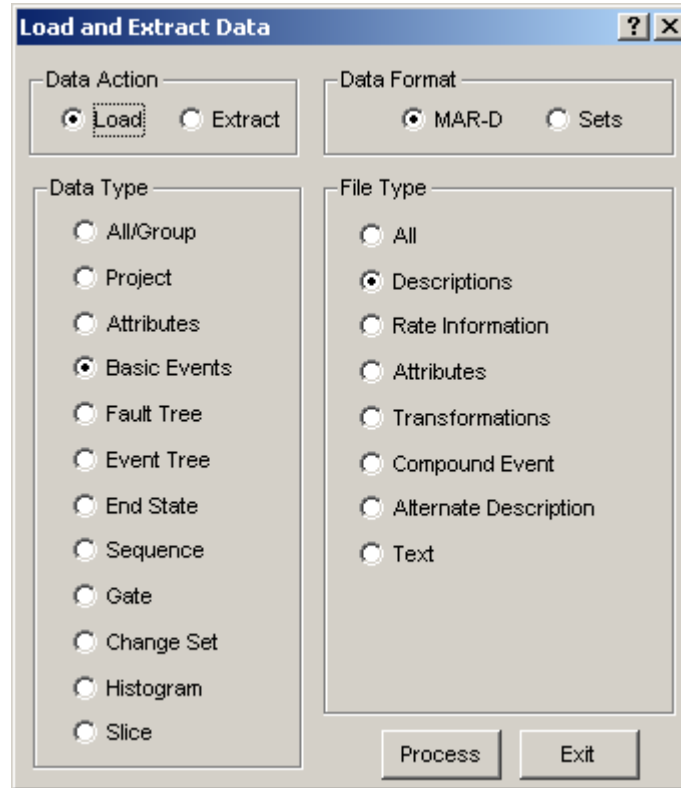 Load and Extract Data
Data Action
Load Extract
Data Format
MAR-D Sets
Data Type
All/Group
Project
Attributes
Basic Events
Fault Tree
Event Tree
End State
Sequence
Gate
Change Set
Histogram
Slice
File Type
All
Descriptions
Rate Information
Attributes
Transformations
Compound Event
Alternate Description
Text
Process Exit